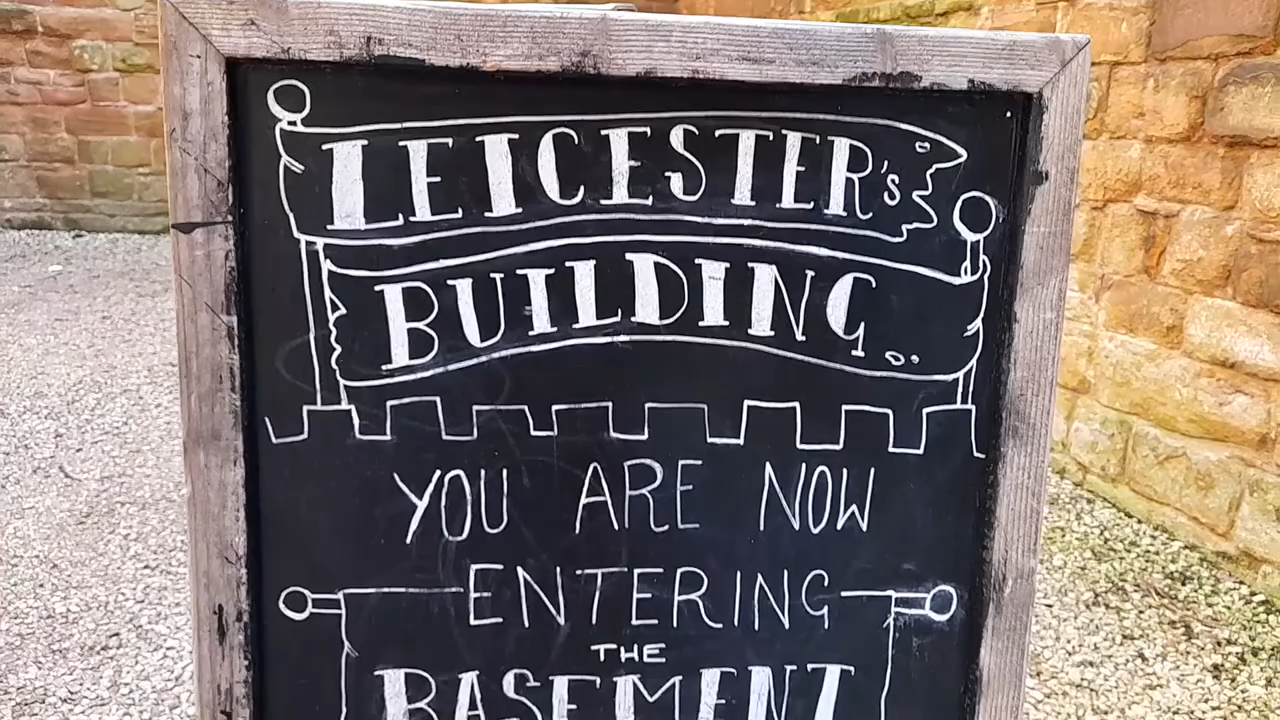 LEICESTER's
BUILDING..
YOU ARE NOW
ENTERING
THE
BASEMENT